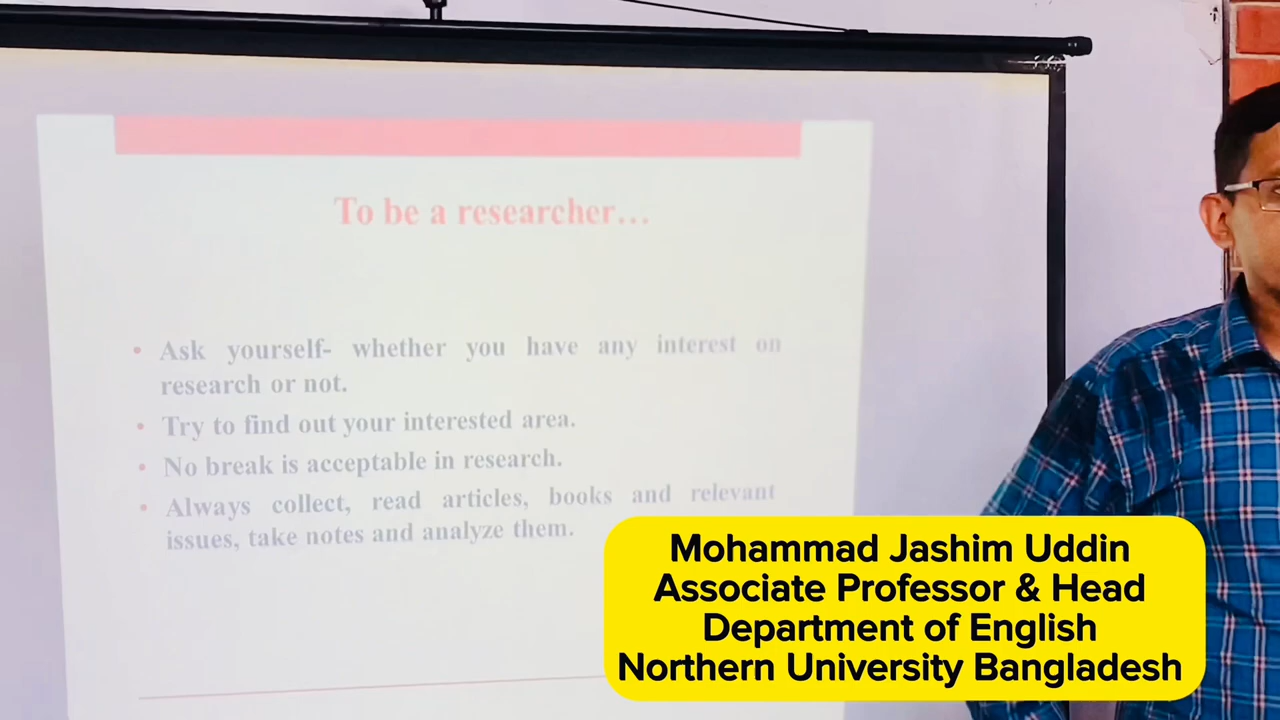 To be a researcher...
• Ask yourself- whether you have any interest on
research or not.
• Try to find out your interested area.
• No break is acceptable in research.
• Always collect, read articles, books and relevant
issues, take notes and analyze them.
Mohammad Jashim Uddin
Associate Professor & Head
Department of English
Northern University Bangladesh